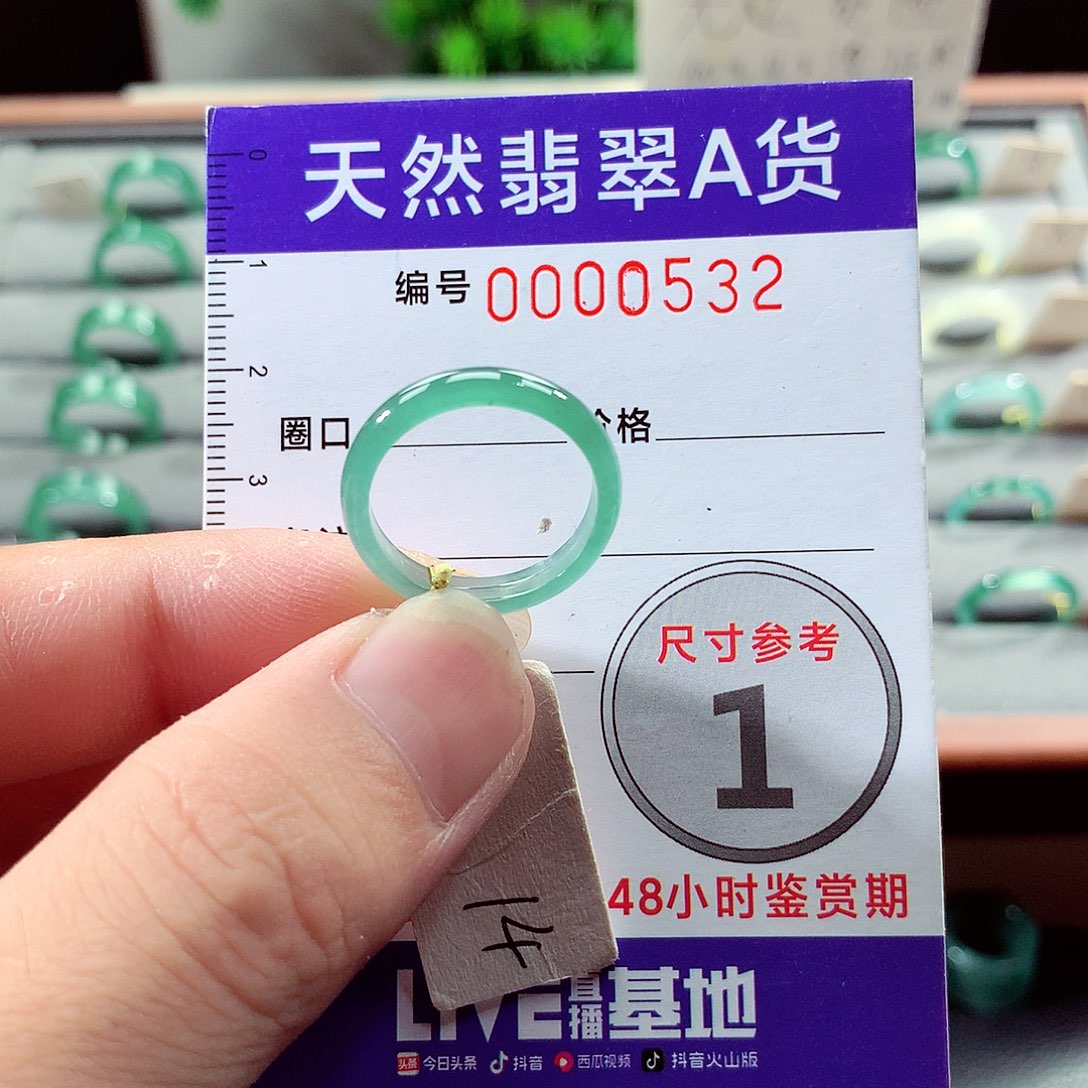 天然翡翠A货
编号 0000532
0
1
2
3
圈口
价格
尺寸参考
1
48小时鉴赏期
14
LIVE直播基地
头条 今日头条 抖音 西瓜视频 抖音火山版